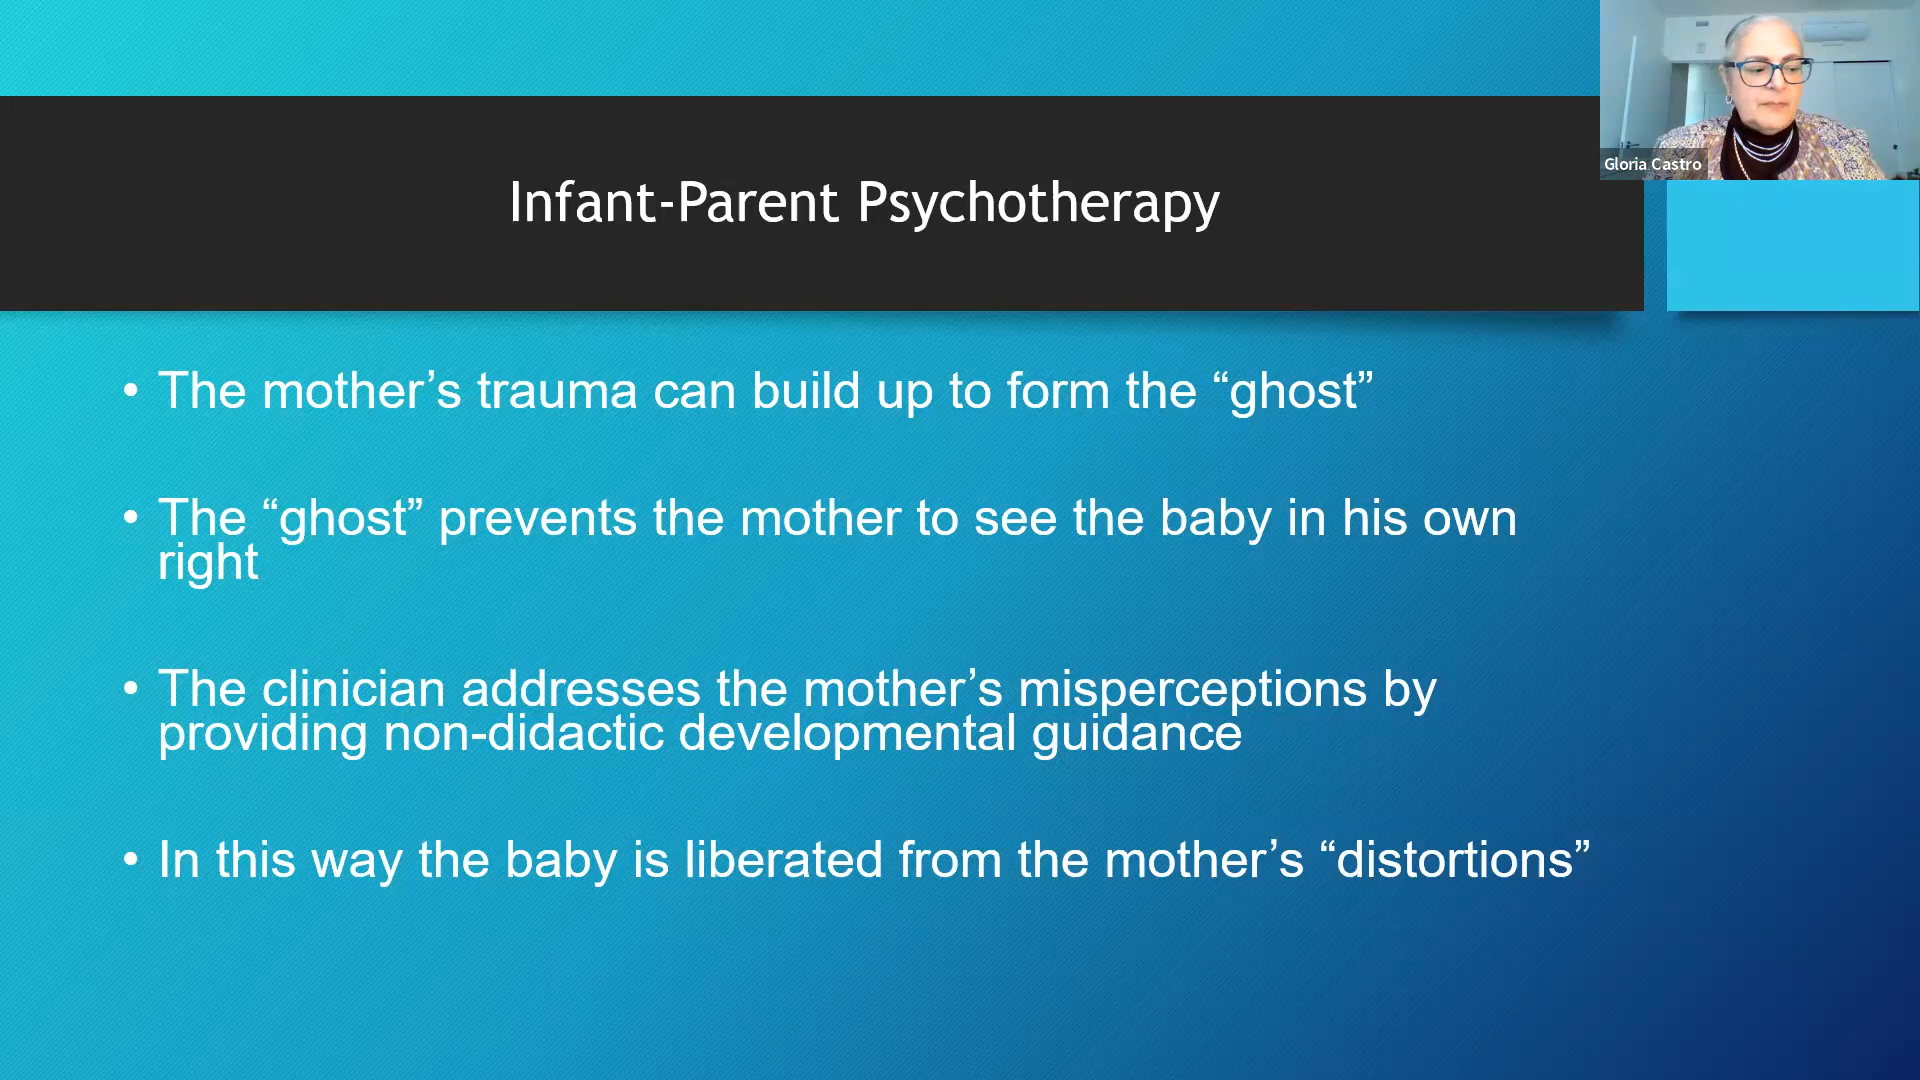 Gloria Castro
Infant-Parent Psychotherapy
• The mother’s trauma can build up to form the “ghost”
• The “ghost” prevents the mother to see the baby in his own
right
• The clinician addresses the mother’s misperceptions by
providing non-didactic developmental guidance
• In this way the baby is liberated from the mother’s “distortions”